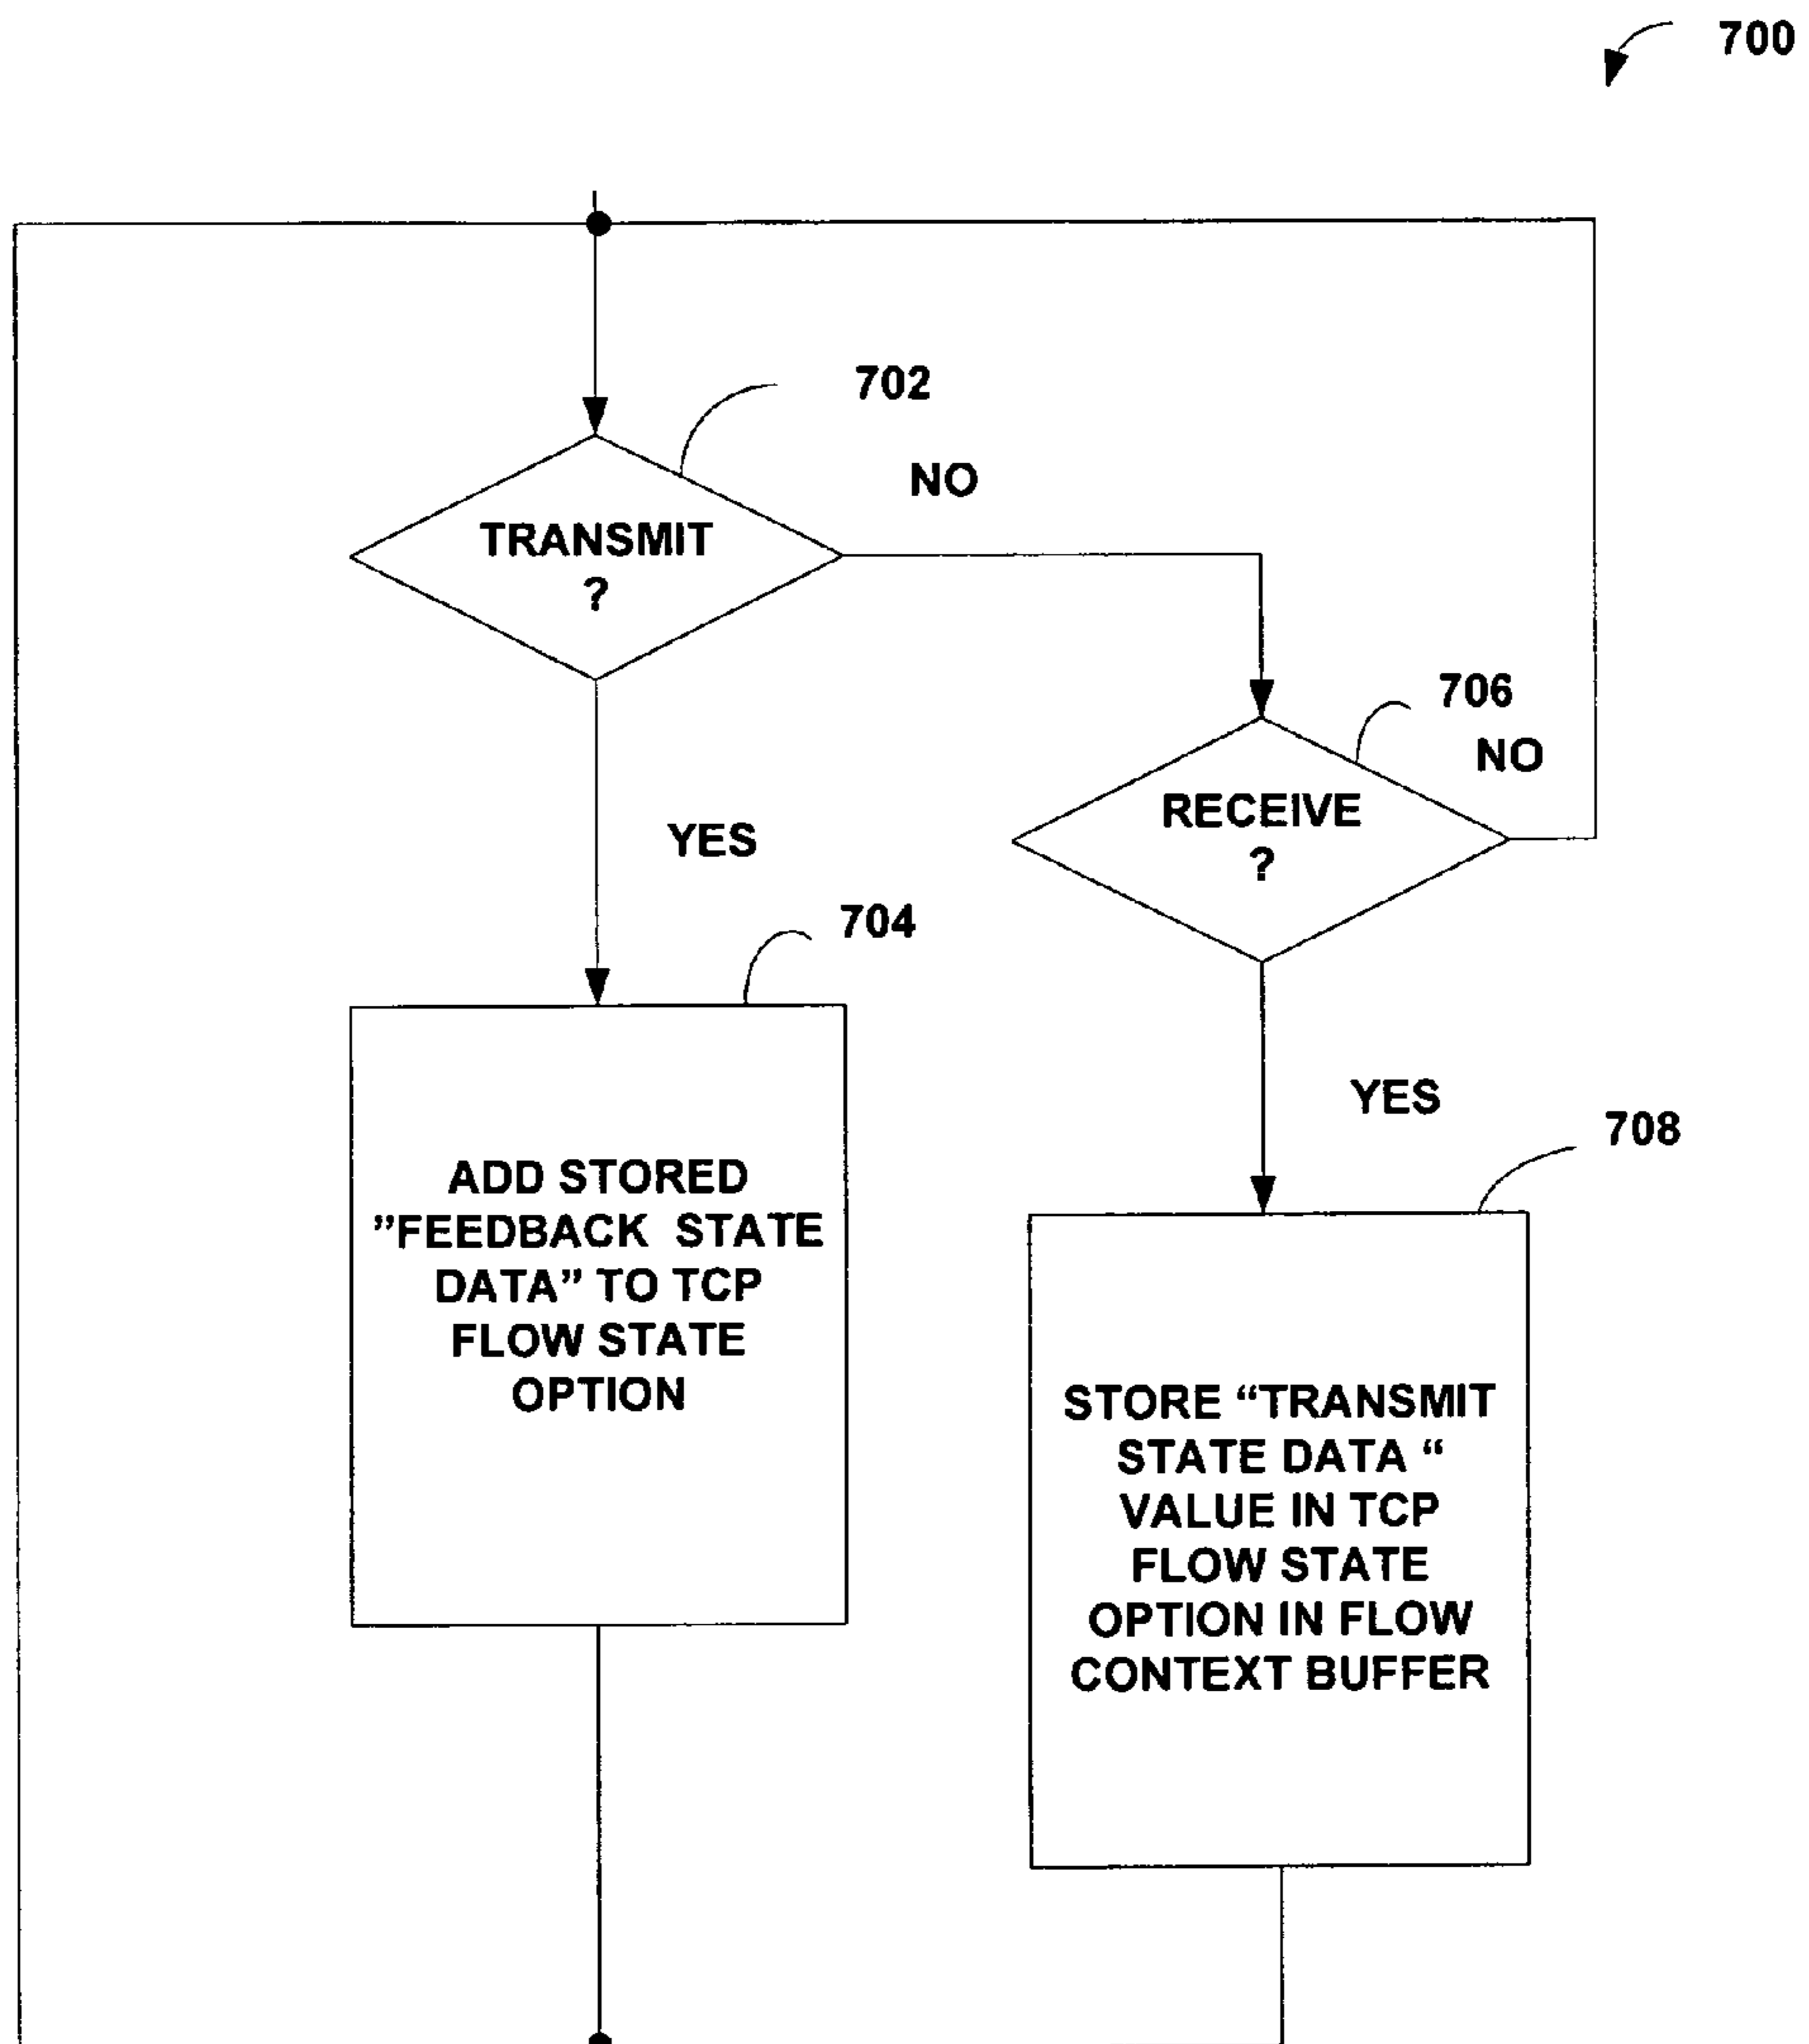 700
702
NO
TRANSMIT
?
706
NO
RECEIVE
?
YES
704
YES
708
ADD STORED
”FEEDBACK STATE
DATA” TO TCP
FLOW STATE
OPTION
STORE “TRANSMIT
STATE DATA “
VALUE IN TCP
FLOW STATE
OPTION IN FLOW
CONTEXT BUFFER